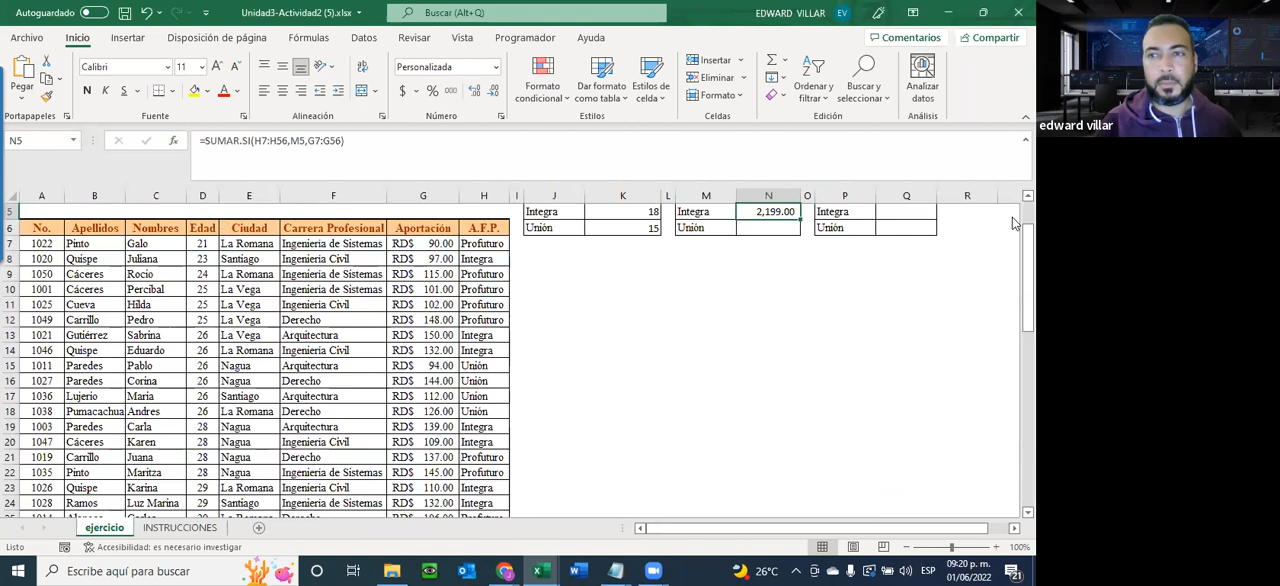 Autoguardado Unidad3-Actividad2 (5).xlsx Buscar (Alt+Q) EDWARD VILLAR EV
Archivo Inicio Insertar Disposición de página Fórmulas Datos Revisar Vista Programador Ayuda Comentarios Compartir
Pegar Calibri 11 Personalizada Formato condicional Dar formato como tabla Estilos de celda Insertar Eliminar Formato Ordenar y filtrar Buscar y seleccionar Analizar datos
N K S $ % 000
Portapapeles Fuente Alineación Número Estilos Celdas Edición Análisis
edward villar
N5 fx =SUMAR.SI(H7:H56,M5,G7:G56)
A B C D E F G H I J K L M N O P Q R
5 Integra 18 Integra 2,199.00 Integra
6 No. Apellidos Nombres Edad Ciudad Carrera Profesional Aportación A.F.P. Unión 15 Unión Unión
7 1022 Pinto Galo 21 La Romana Ingenieria de Sistemas RD$ 90.00 Profuturo
8 1020 Quispe Juliana 23 Santiago Ingenieria Civil RD$ 97.00 Integra
9 1050 Cáceres Rocio 24 La Romana Ingenieria de Sistemas RD$ 115.00 Profuturo
10 1001 Cáceres Percibal 25 La Vega Ingenieria de Sistemas RD$ 101.00 Profuturo
11 1025 Cueva Hilda 25 La Vega Ingenieria Civil RD$ 102.00 Profuturo
12 1049 Carrillo Pedro 25 La Vega Derecho RD$ 148.00 Profuturo
13 1021 Gutiérrez Sabrina 26 La Vega Arquitectura RD$ 150.00 Integra
14 1046 Quispe Eduardo 26 La Romana Ingenieria Civil RD$ 132.00 Integra
15 1011 Paredes Pablo 26 Nagua Arquitectura RD$ 94.00 Unión
16 1027 Paredes Corina 26 Nagua Derecho RD$ 144.00 Unión
17 1036 Lujerio Maria 26 Santiago Arquitectura RD$ 112.00 Unión
18 1038 Pumacachua Andres 26 La Romana Derecho RD$ 126.00 Unión
19 1003 Paredes Carla 28 Nagua Arquitectura RD$ 139.00 Integra
20 1047 Cáceres Karen 28 Nagua Ingenieria Civil RD$ 109.00 Integra
21 1019 Carrillo Juana 28 Nagua Derecho RD$ 137.00 Profuturo
22 1035 Pinto Maritza 28 Nagua Ingenieria de Sistemas RD$ 145.00 Profuturo
23 1026 Quispe Karina 29 La Romana Ingenieria Civil RD$ 110.00 Integra
24 1028 Ramos Luz Marina 29 Santiago Ingenieria de Sistemas RD$ 132.00 Integra
ejercicio INSTRUCCIONES
Listo Accesibilidad: es necesario investigar 100%
Escribe aquí para buscar 26°C ESP 09:20 p. m. 01/06/2022 21